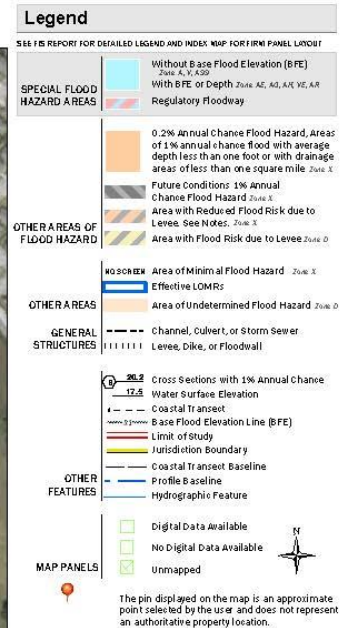 Legend
SEE FIS REPORT FOR DETAILED LEGEND AND INDEX MAP FOR FIRM PANEL LAYOUT
SPECIAL FLOOD
HAZARD AREAS
Without Base Flood Elevation (BFE)
Zone A, V, A99
With BFE or Depth Zone AE, AO, AH, VE, AR
Regulatory Floodway
OTHER AREAS OF
FLOOD HAZARD
0.2% Annual Chance Flood Hazard, Areas
of 1% annual chance flood with average
depth less than one foot or with drainage
areas of less than one square mile Zone X
Future Conditions 1% Annual
Chance Flood Hazard Zone X
Area with Reduced Flood Risk due to
Levee. See Notes. Zone X
Area with Flood Risk due to Levee Zone D
OTHER AREAS
NO SCREEN Area of Minimal Flood Hazard Zone X
Effective LOMRs
Area of Undetermined Flood Hazard Zone D
GENERAL
STRUCTURES
Channel, Culvert, or Storm Sewer
Levee, Dike, or Floodwall
OTHER
FEATURES
B 20.2 Cross Sections with 1% Annual Chance
17.5 Water Surface Elevation
Coastal Transect
Base Flood Elevation Line (BFE)
Limit of Study
Jurisdiction Boundary
Coastal Transect Baseline
Profile Baseline
Hydrographic Feature
MAP PANELS
Digital Data Available
No Digital Data Available
Unmapped
N
The pin displayed on the map is an approximate
point selected by the user and does not represent
an authoritative property location.